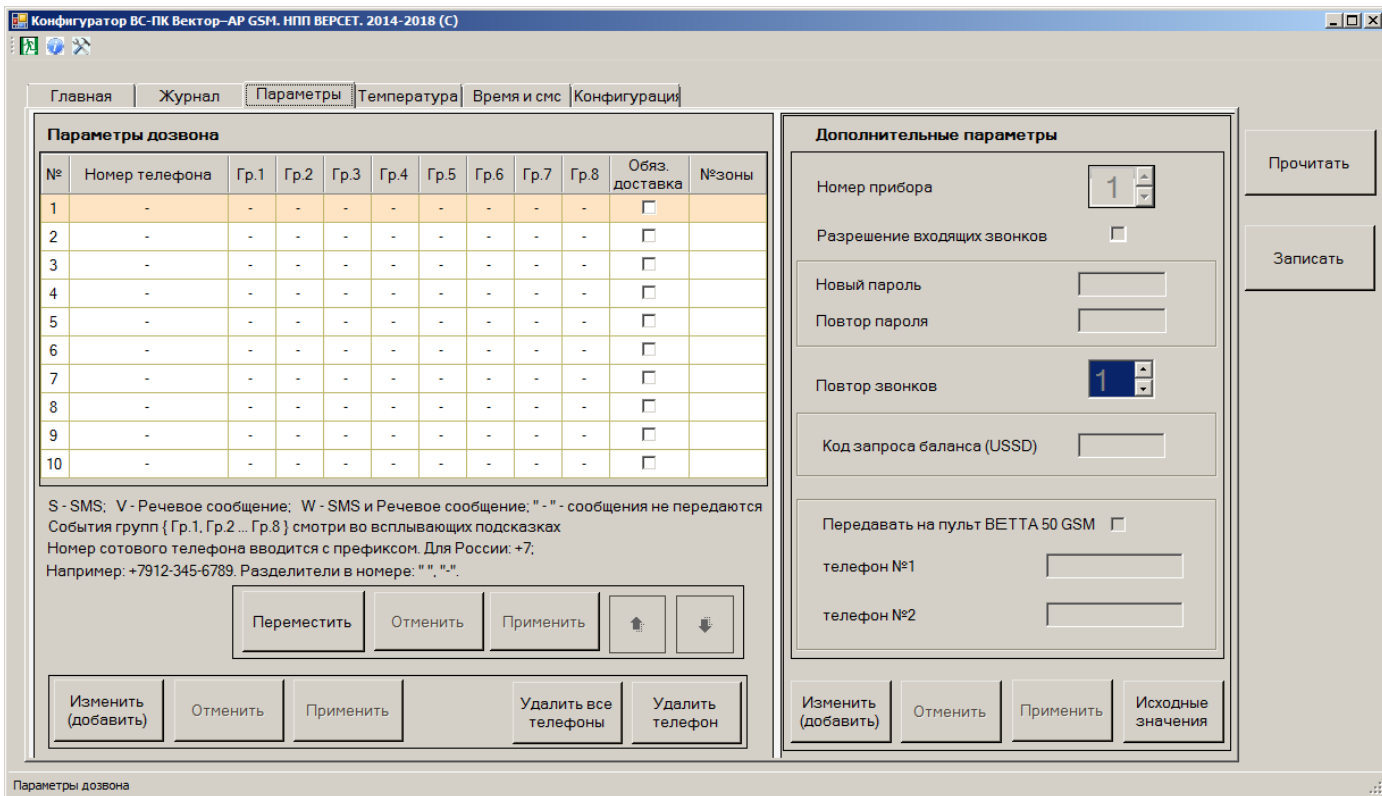 Конфигуратор ВС-ПК Вектор–АР GSM. НПП ВЕРСЕТ. 2014-2018 (С)
Главная Журнал Параметры Температура Время и смс Конфигурация
Параметры дозвона
№ Номер телефона Гр.1 Гр.2 Гр.3 Гр.4 Гр.5 Гр.6 Гр.7 Гр.8 Обяз. доставка №зоны
1 - - - - - - - - -
2 - - - - - - - - -
3 - - - - - - - - -
4 - - - - - - - - -
5 - - - - - - - - -
6 - - - - - - - - -
7 - - - - - - - - -
8 - - - - - - - - -
9 - - - - - - - - -
10 - - - - - - - - -
S - SMS; V - Речевое сообщение; W - SMS и Речевое сообщение; " - " - сообщения не передаются
События групп { Гр.1, Гр.2 ... Гр.8 } смотри во всплывающих подсказках
Номер сотового телефона вводится с префиксом. Для России: +7;
Например: +7912-345-6789. Разделители в номере: " ", "-".
Переместить Отменить Применить
Изменить (добавить) Отменить Применить Удалить все телефоны Удалить телефон
Дополнительные параметры
Номер прибора 1
Разрешение входящих звонков
Новый пароль
Повтор пароля
Повтор звонков 1
Код запроса баланса (USSD)
Передавать на пульт ВЕТТА 50 GSM
телефон №1
телефон №2
Изменить (добавить) Отменить Применить Исходные значения
Прочитать
Записать
Параметры дозвона